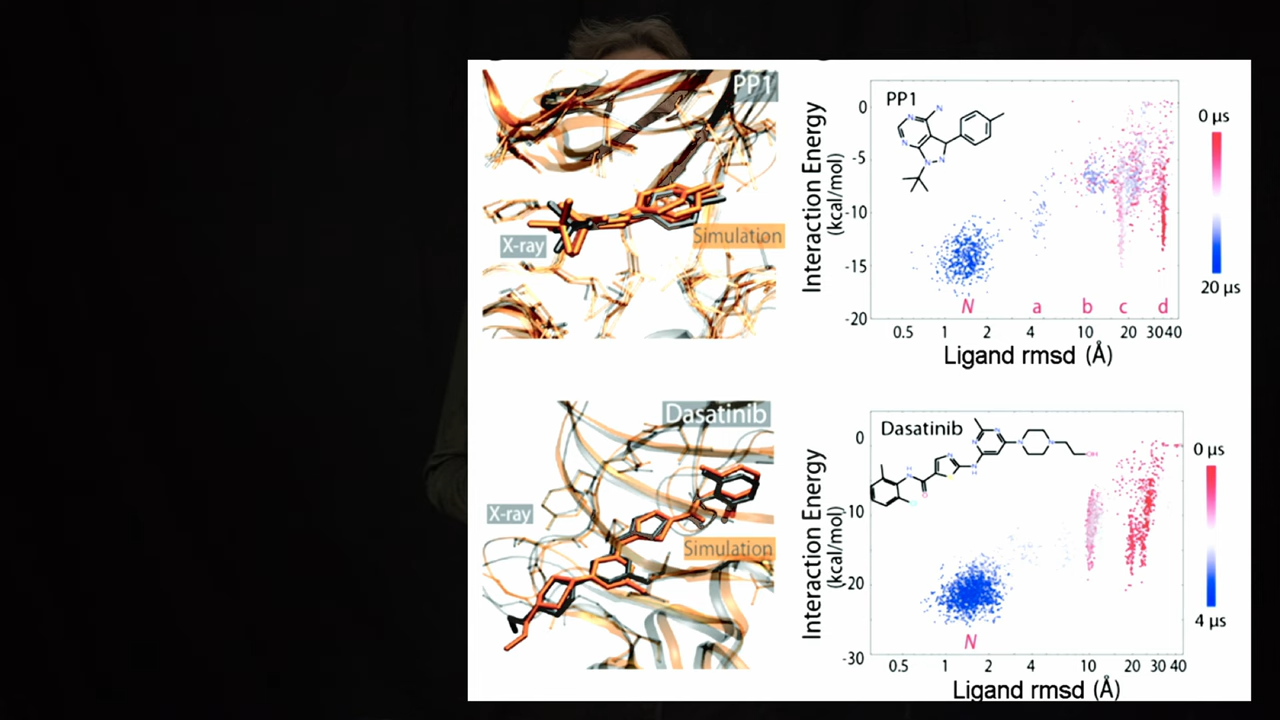 PP1
X-ray
Simulation
PP1
Interaction Energy
(kcal/mol)
0
-5
-10
-15
-20
N a b c d
0.5 1 2 4 10 20 30 40
Ligand rmsd (Å)
0 µs
20 µs
Dasatinib
X-ray
Simulation
Dasatinib
Interaction Energy
(kcal/mol)
0
10
-20
-30
N
0.5 1 2 4 10 20 30 40
Ligand rmsd (Å)
0 µs
4 µs